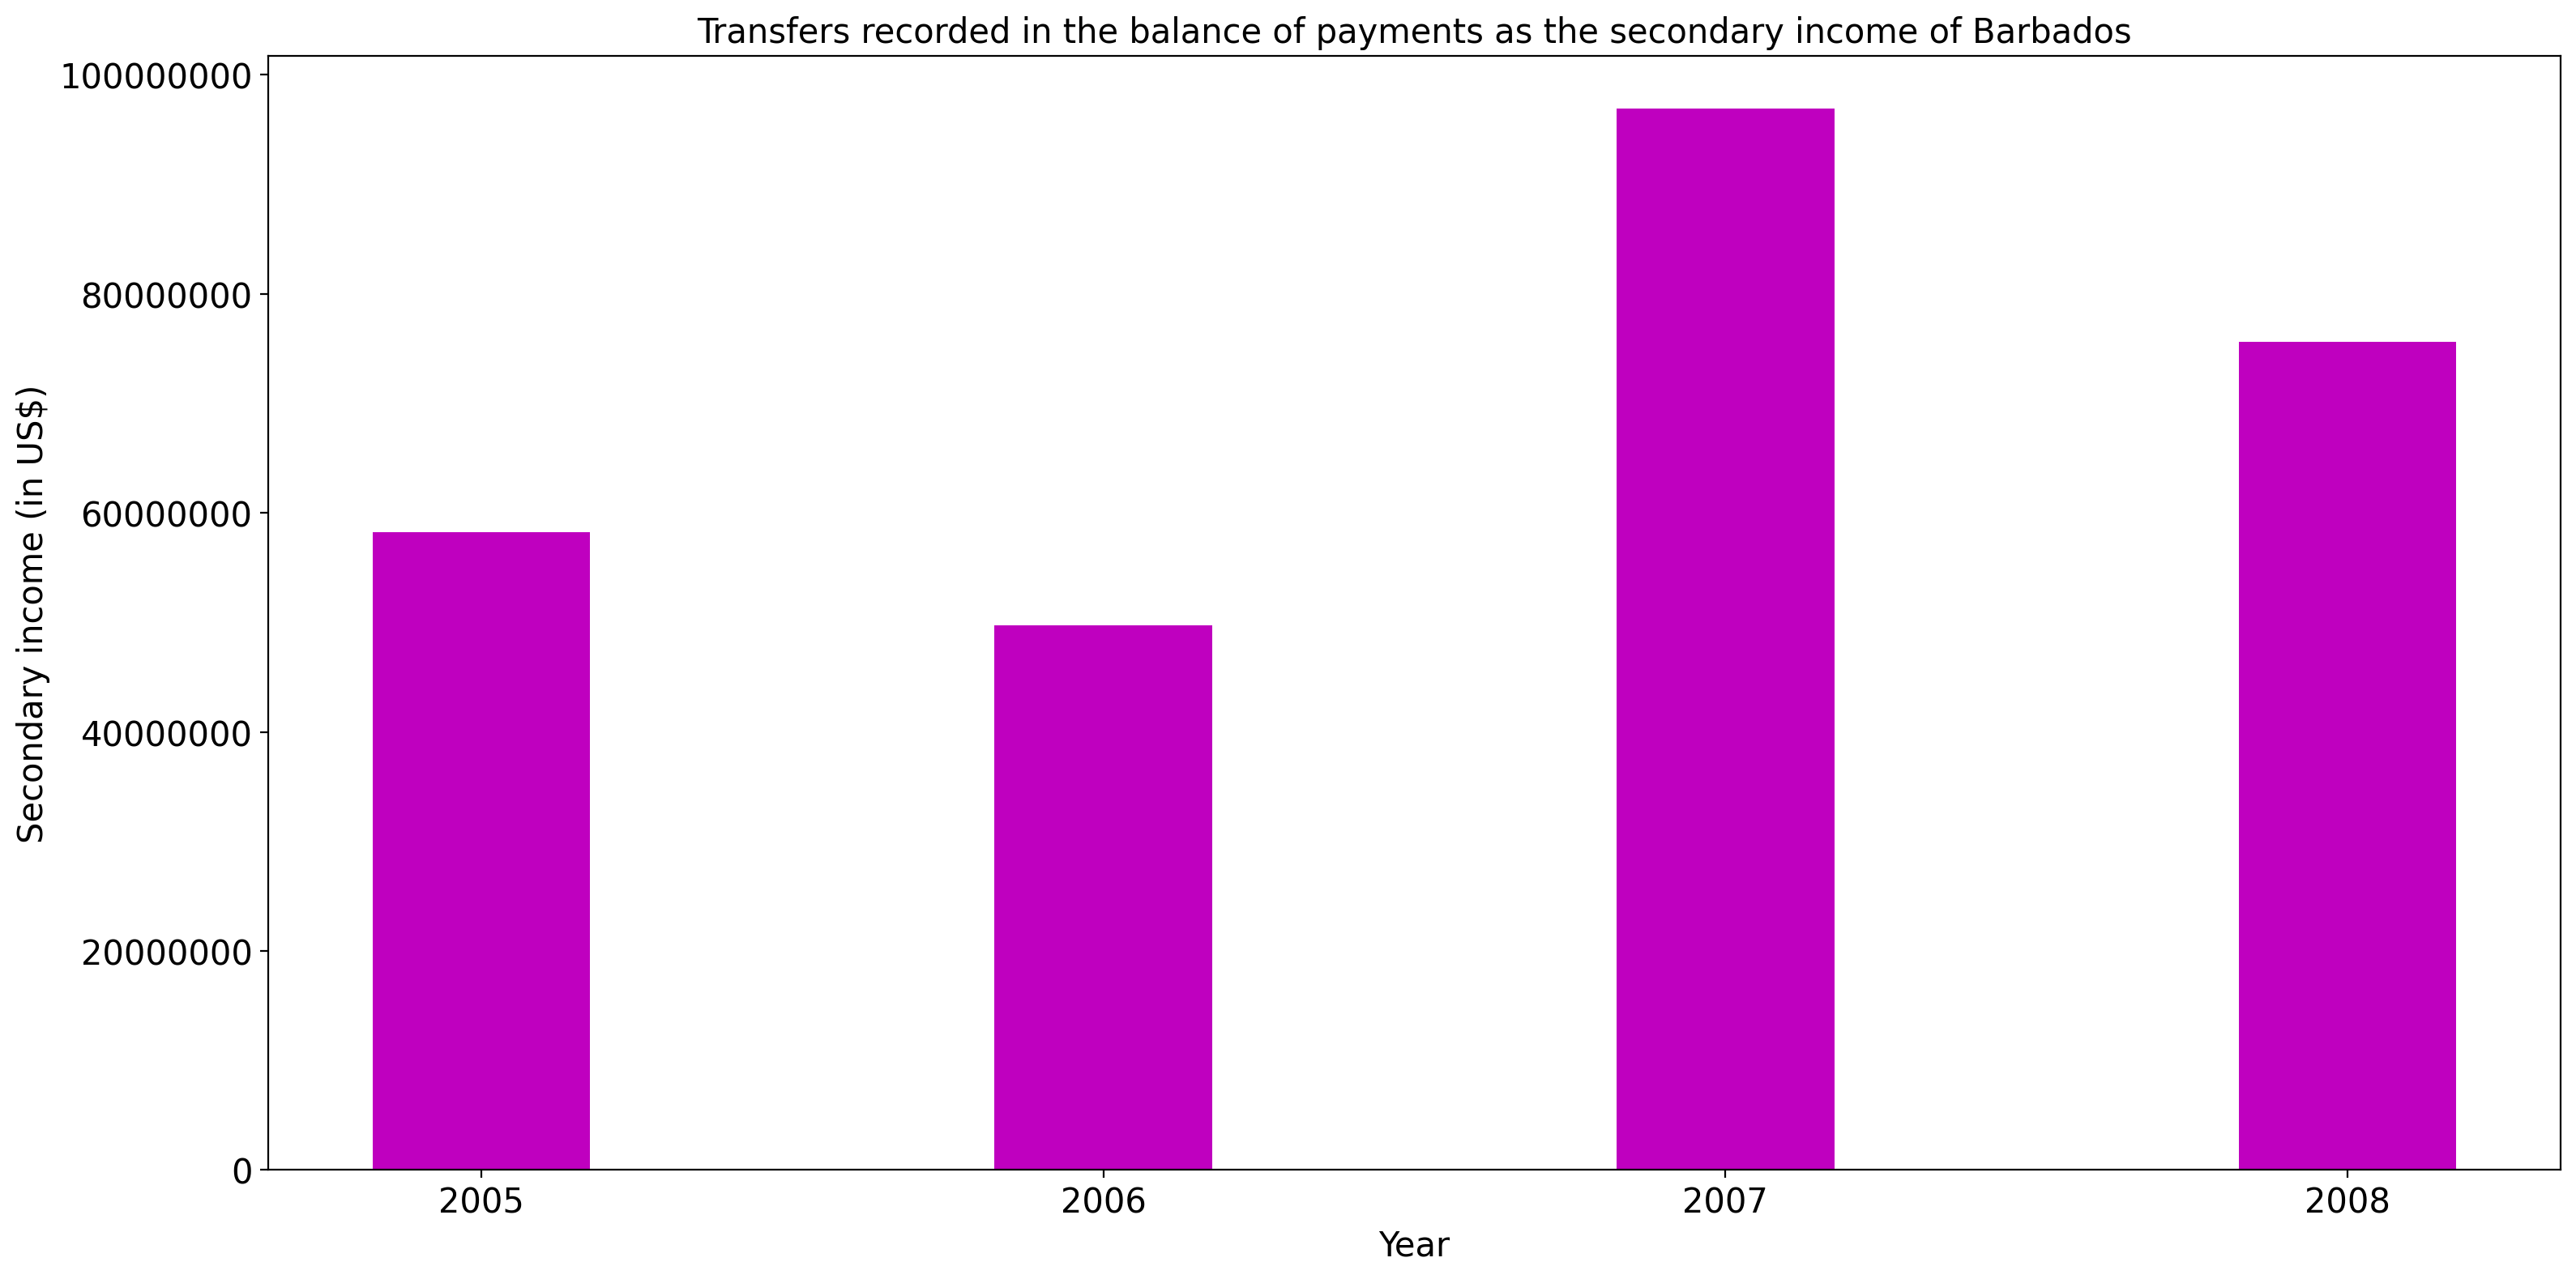 Transfers recorded in the balance of payments as the secondary income of Barbados
100000000
80000000
60000000
40000000
20000000
0
Secondary income (in US$)
2005 2006 2007 2008
Year